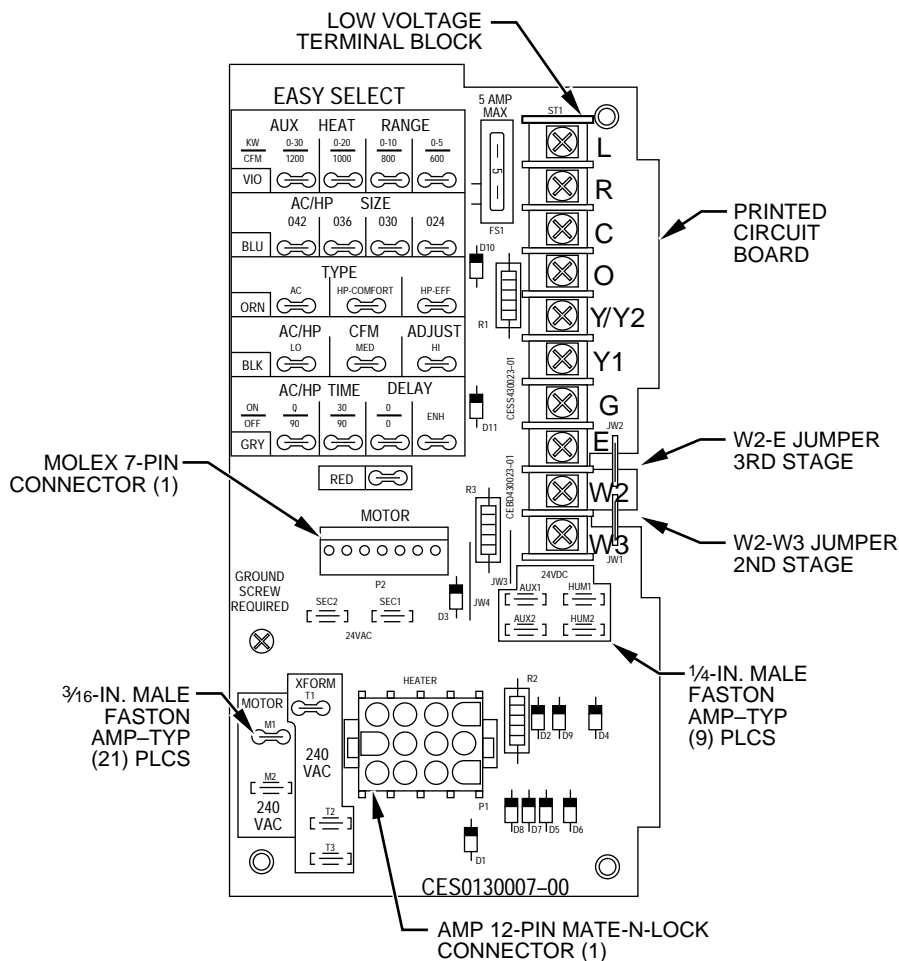 LOW VOLTAGE
TERMINAL BLOCK
EASY SELECT
AUX HEAT RANGE
KW
CFM
0-30
1200
0-20
1000
0-10
800
0-5
600
VIO
AC/HP SIZE
042 036 030 024
BLU
TYPE
AC HP-COMFORT HP-EFF
ORN
AC/HP CFM ADJUST
LO MED HI
BLK
AC/HP TIME DELAY
ON
OFF
0
90
30
90
0
0
ENH
GRY
RED
5 AMP
MAX
5
FS1
ST1
L
R
C
O
Y/Y2
Y1
G
E
W2
W3
JW2
JW1
PRINTED
CIRCUIT
BOARD
D10
R1
CESS430023-01
D11
CEBD430023-01
R3
W2-E JUMPER
3RD STAGE
W2-W3 JUMPER
2ND STAGE
MOLEX 7-PIN
CONNECTOR (1)
MOTOR
P2
GROUND
SCREW
REQUIRED
SEC2 SEC1
24VAC
D3
JW4
JW3
24VDC
AUX1 HUM1
AUX2 HUM2
1/4-IN. MALE
FASTON
AMP–TYP
(9) PLCS
3/16-IN. MALE
FASTON
AMP–TYP
(21) PLCS
MOTOR
M1
M2
240
VAC
XFORM
T1
240
VAC
T2
T3
HEATER
P1
R2
D2 D9 D4
D8 D7 D5 D6
D1
CES0130007–00
AMP 12-PIN MATE-N-LOCK
CONNECTOR (1)